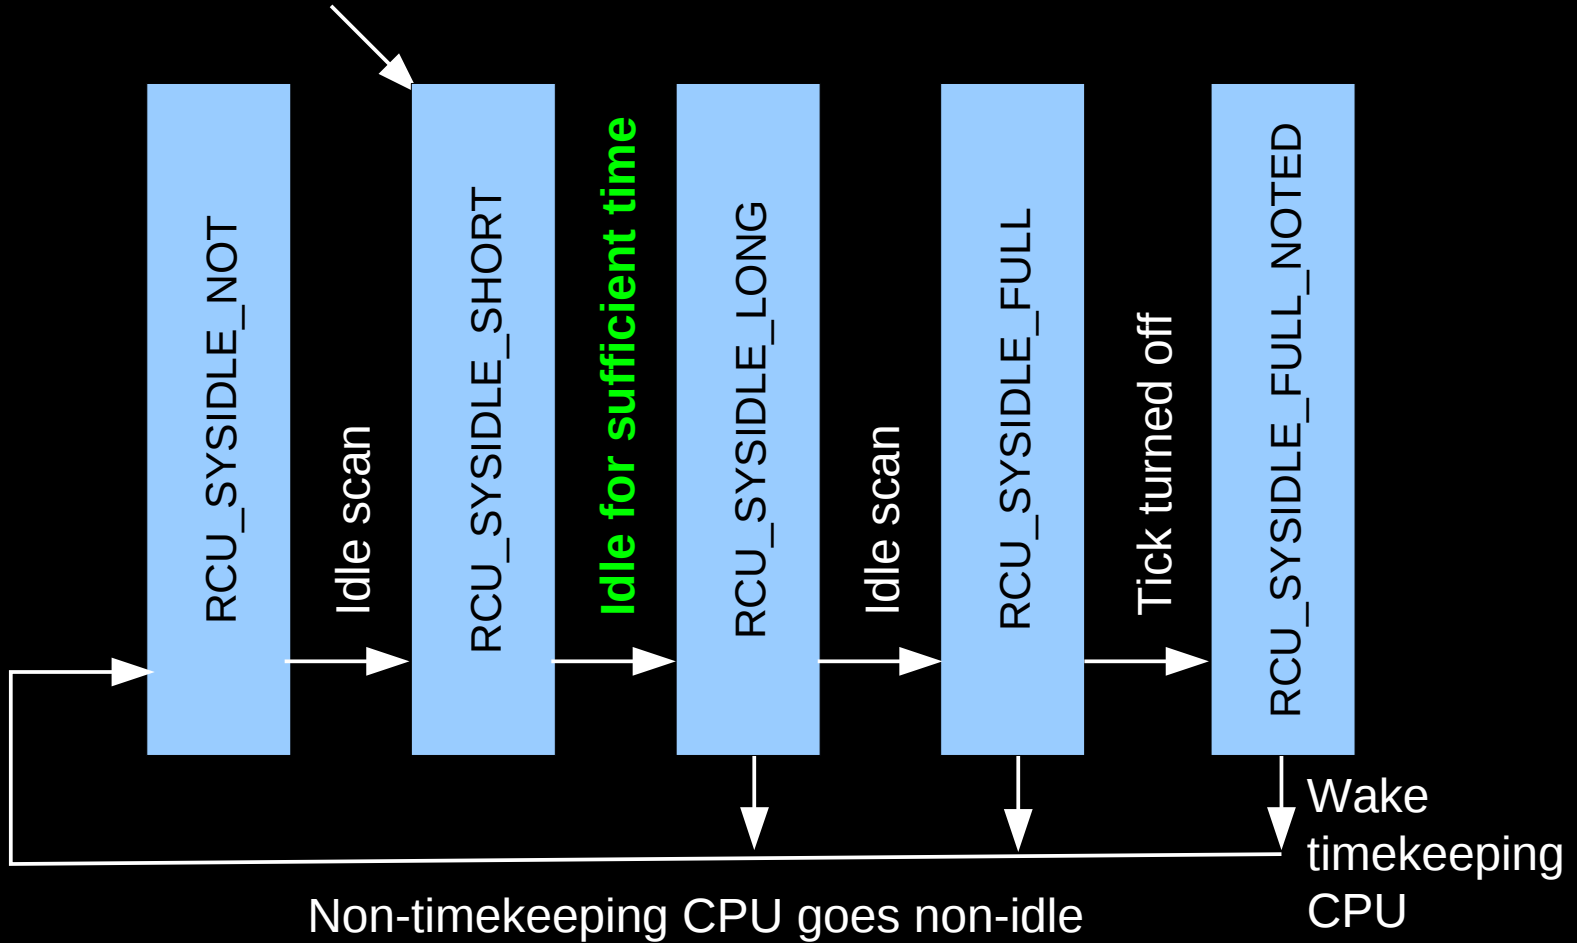 RCU_SYSIDLE_NOT
Idle scan
RCU_SYSIDLE_SHORT
Idle for sufficient time
RCU_SYSIDLE_LONG
Idle scan
RCU_SYSIDLE_FULL
Tick turned off
RCU_SYSIDLE_FULL_NOTED
Wake
timekeeping
CPU
Non-timekeeping CPU goes non-idle